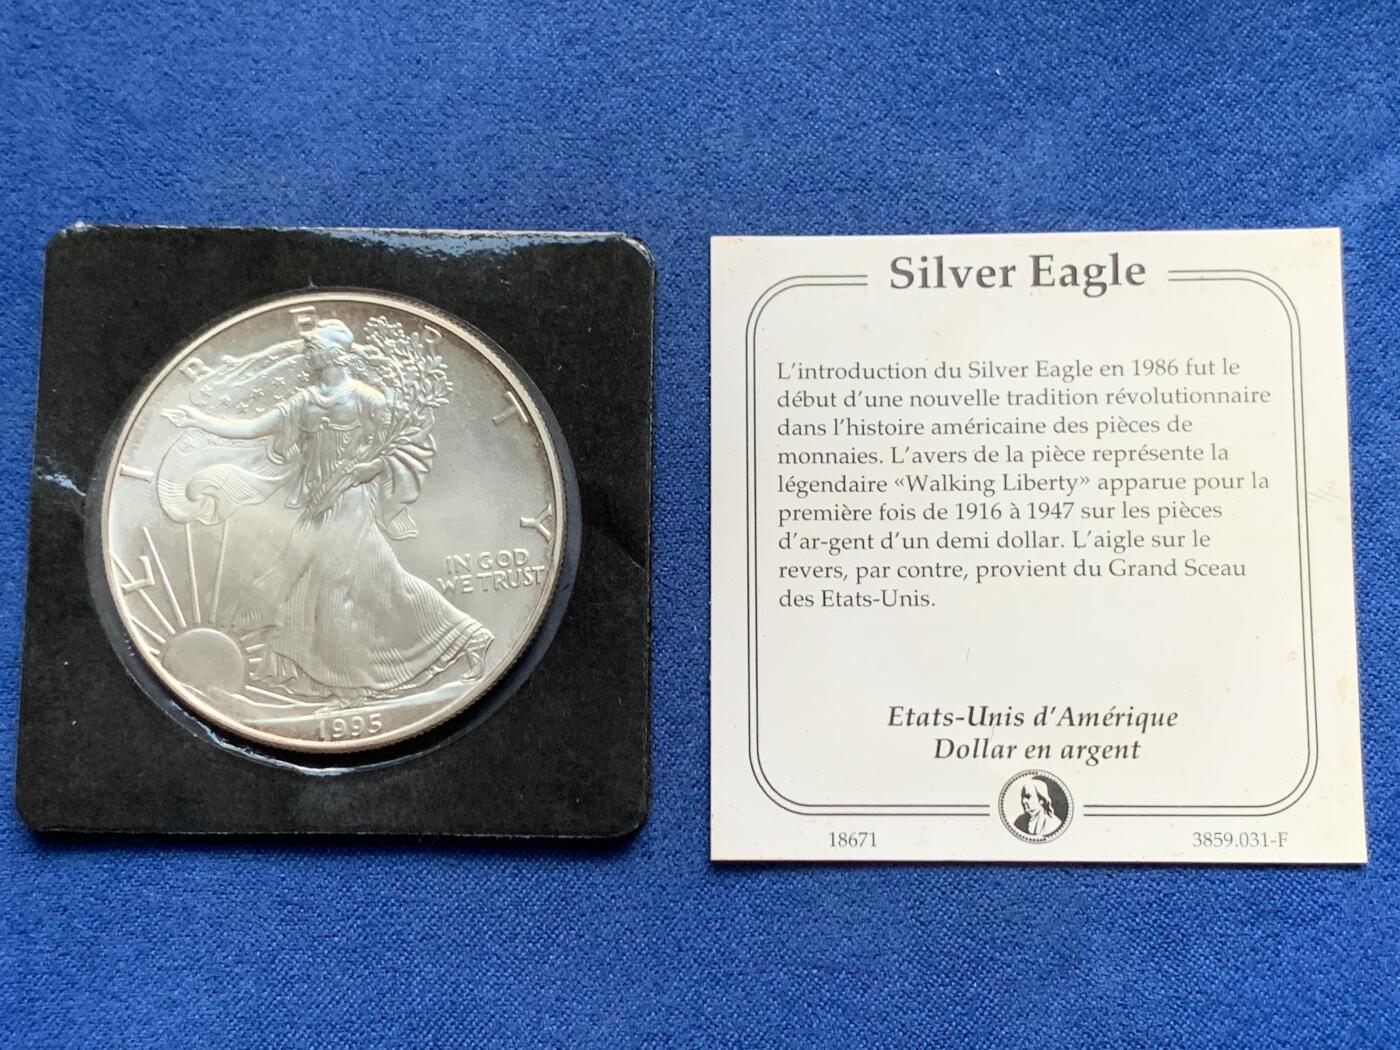 LIBERTY
IN GOD
WE TRUST
1995
Silver Eagle
L'introduction du Silver Eagle en 1986 fut le
début d'une nouvelle tradition révolutionnaire
dans l'histoire américaine des pièces de
monnaies. L'avers de la pièce représente la
légendaire «Walking Liberty» apparue pour la
première fois de 1916 à 1947 sur les pièces
d'ar-gent d'un demi dollar. L'aigle sur le
revers, par contre, provient du Grand Sceau
des Etats-Unis.
Etats-Unis d'Amérique
Dollar en argent
18671
3859.031-F